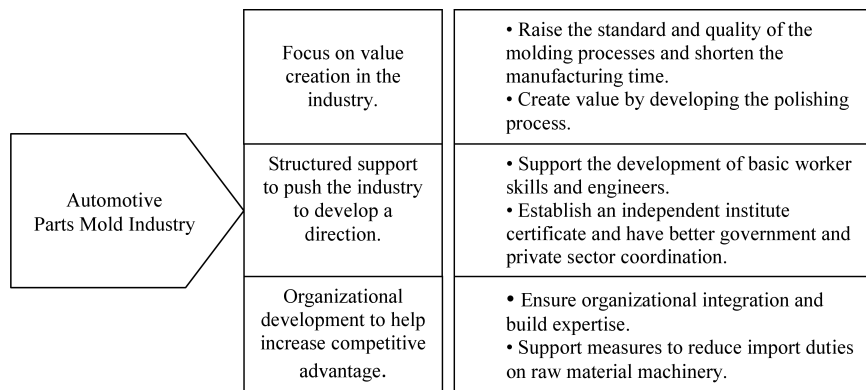 Automotive
Parts Mold Industry
Focus on value
creation in the
industry.
• Raise the standard and quality of the
molding processes and shorten the
manufacturing time.
• Create value by developing the polishing
process.
Structured support
to push the industry
to develop a
direction.
• Support the development of basic worker
skills and engineers.
• Establish an independent institute
certificate and have better government and
private sector coordination.
Organizational
development to help
increase competitive
advantage.
• Ensure organizational integration and
build expertise.
• Support measures to reduce import duties
on raw material machinery.